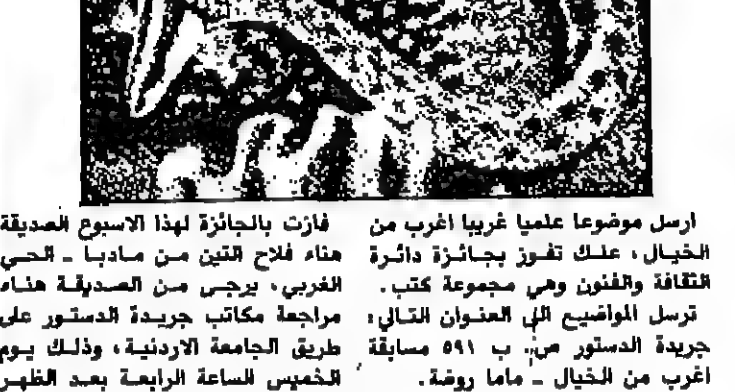 ارسل موضوعا علميا غريبا اغرب من
الخيال، علك تفوز بجائزة دائرة
الثقافة والفنون وهي مجموعة كتب.
ترسل المواضيع الى العنوان التالي:
جريدة الدستور ص. ب ٥٩١ مسابقة
اغرب من الخيال - ماما روضة.
فازت بالجائزة لهذا الاسبوع الصديقة
هناء فلاح التين من مادبا - الحي
الغربي، يرجى من الصديقة هناء
مراجعة مكاتب جريدة الدستور على
طريق الجامعة الاردنية، وذلك يوم
الخميس الساعة الرابعة بعد الظهر